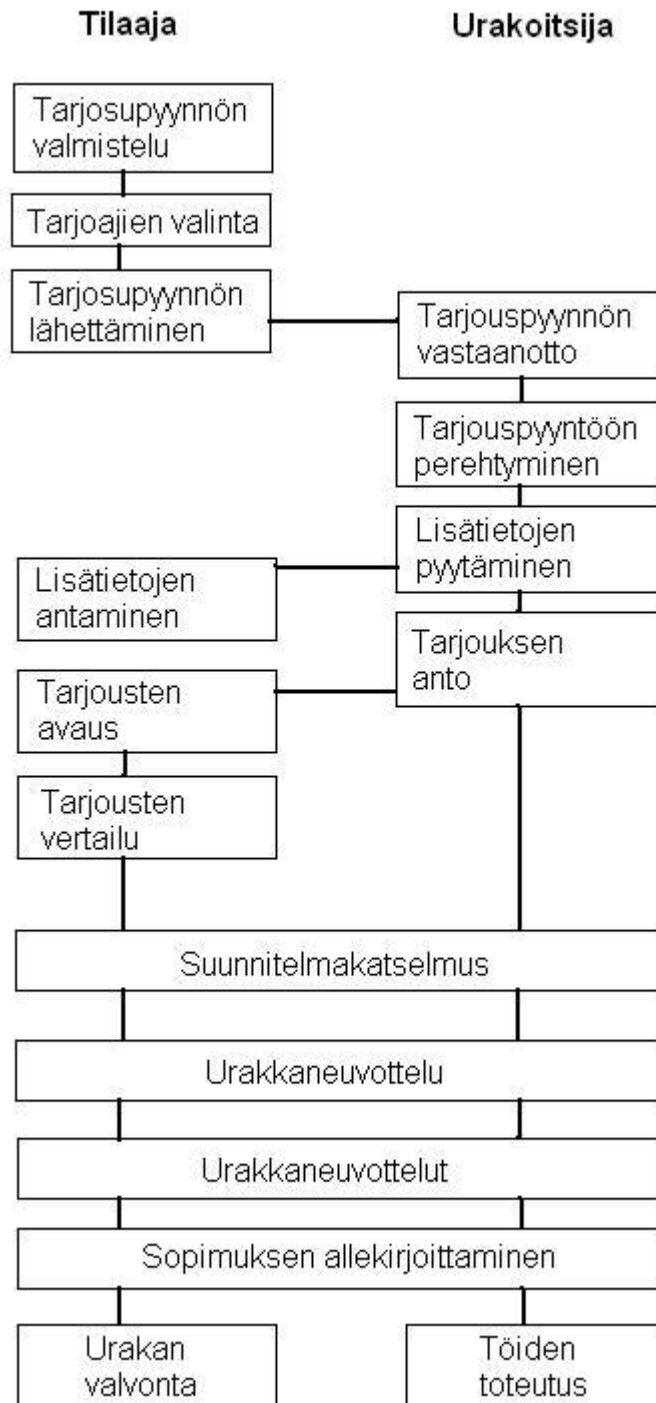 Tilaaja
Urakoitsija
Tarjosupyynnön
valmistelu
Tarjoajien valinta
Tarjosupyynnön
lähettäminen
Tarjouspyynnön
vastaanotto
Tarjouspyyntöön
perehtyminen
Lisätietojen
pyytäminen
Lisätietojen
antaminen
Tarjouksen
anto
Tarjousten
avaus
Tarjousten
vertailu
Suunnitelmakatselmus
Urakkaneuvottelu
Urakkaneuvottelut
Sopimuksen allekirjoittaminen
Urakan
valvonta
Töiden
toteutus